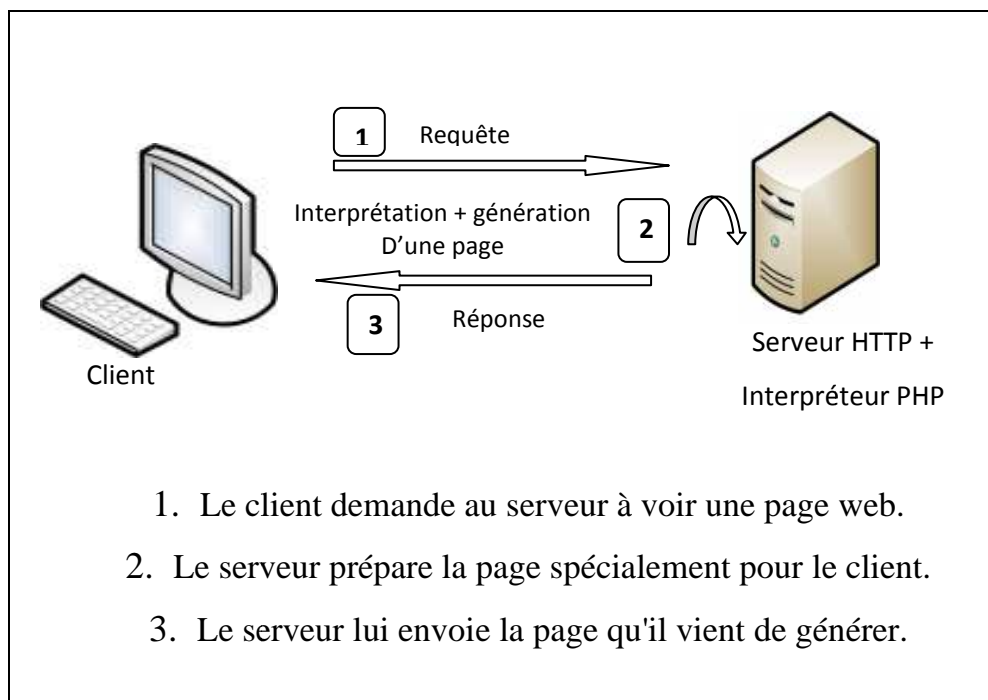 1 Requête
Interprétation + génération
D'une page
2
3 Réponse
Client
Serveur HTTP +
Interpréteur PHP
1. Le client demande au serveur à voir une page web.
2. Le serveur prépare la page spécialement pour le client.
3. Le serveur lui envoie la page qu'il vient de générer.